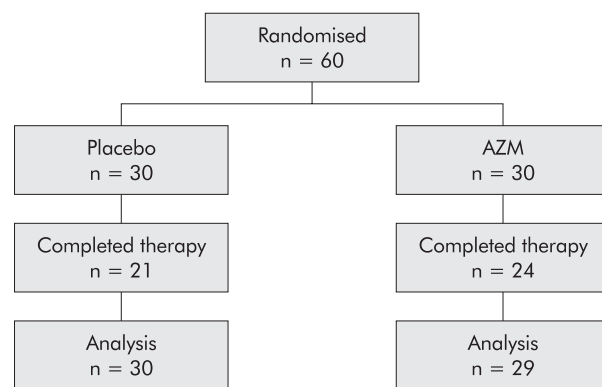 Randomised
n = 60
Placebo
n = 30
AZM
n = 30
Completed therapy
n = 21
Completed therapy
n = 24
Analysis
n = 30
Analysis
n = 29